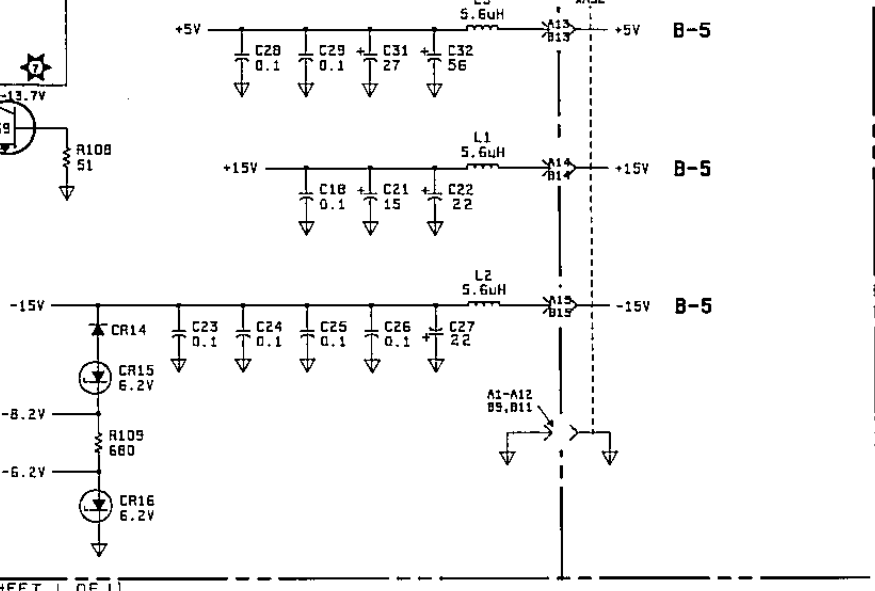 5.6uH
+5V
A13
B13
+5V
B-5
C28
0.1
C29
0.1
+ C31
27
+ C32
56
7
-13.7V
R108
51
L1
5.6uH
+15V
A14
B14
+15V
B-5
C18
0.1
+ C21
15
+ C22
22
L2
5.6uH
-15V
A15
B15
-15V
B-5
CR14
C23
0.1
C24
0.1
C25
0.1
C26
0.1
+ C27
22
CR15
6.2V
-8.2V
A1-A12
B9,B11
R109
680
-6.2V
CR16
6.2V